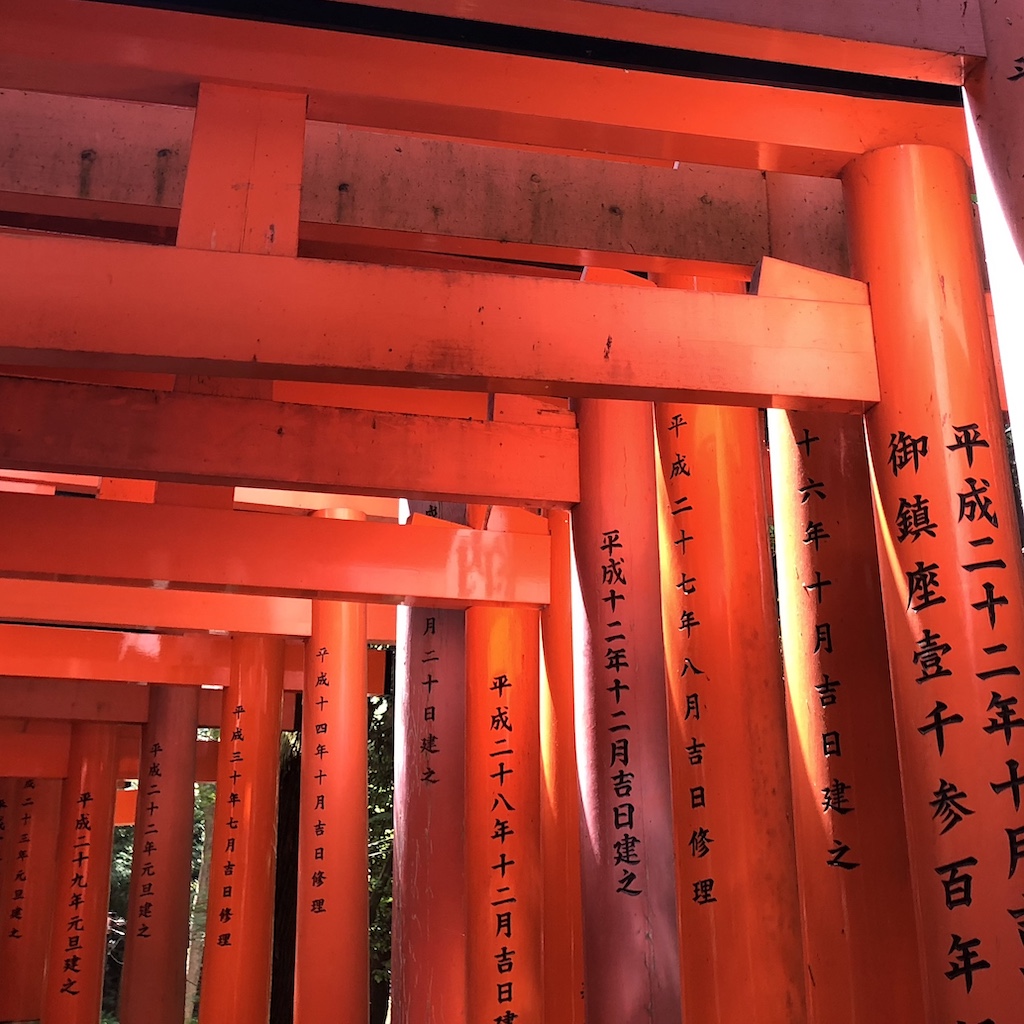 平成二十二年十月
御鎮座壹千参百年
十六年十月吉日建之
平成二十七年八月吉日修理
平成十二年十二月吉日建之
平成二十八年十二月吉日建
月二十日建之
平成十四年十月吉日修理
平成三十年七月吉日修理
平成二十二年元旦建之
平成二十九年元旦建之
成二十三年元旦建之